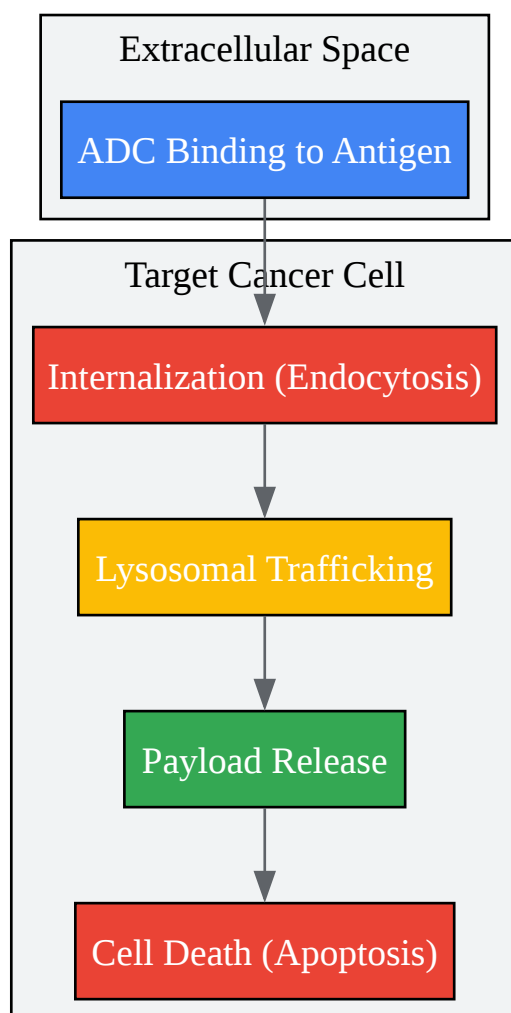 Extracellular Space
ADC Binding to Antigen
Target Cancer Cell
Internalization (Endocytosis)
Lysosomal Trafficking
Payload Release
Cell Death (Apoptosis)